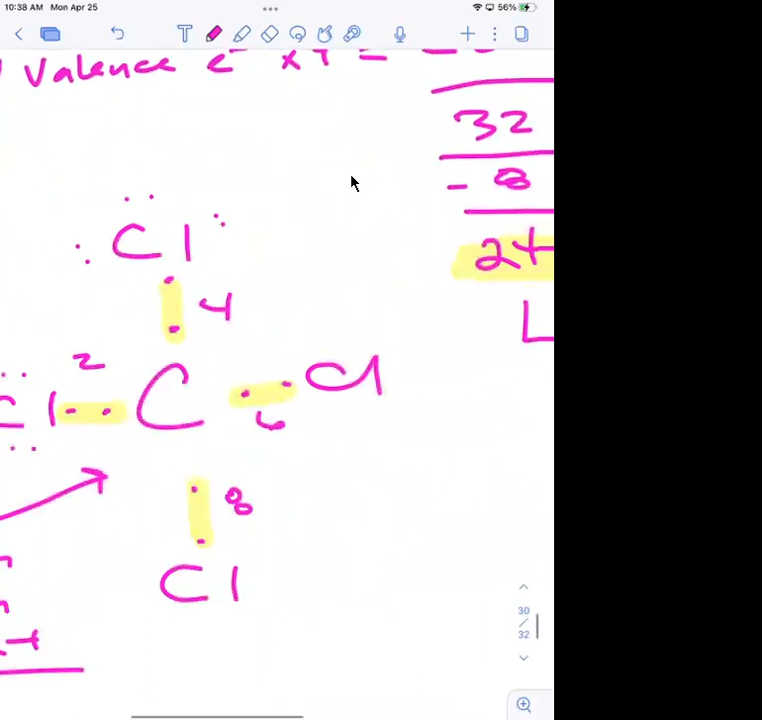 10:38 AM Mon Apr 25
56%
T
Valence e⁻ x4 =
32
- 8
24
Cl
4
2
Cl C Cl
6
8
Cl
30
/
32